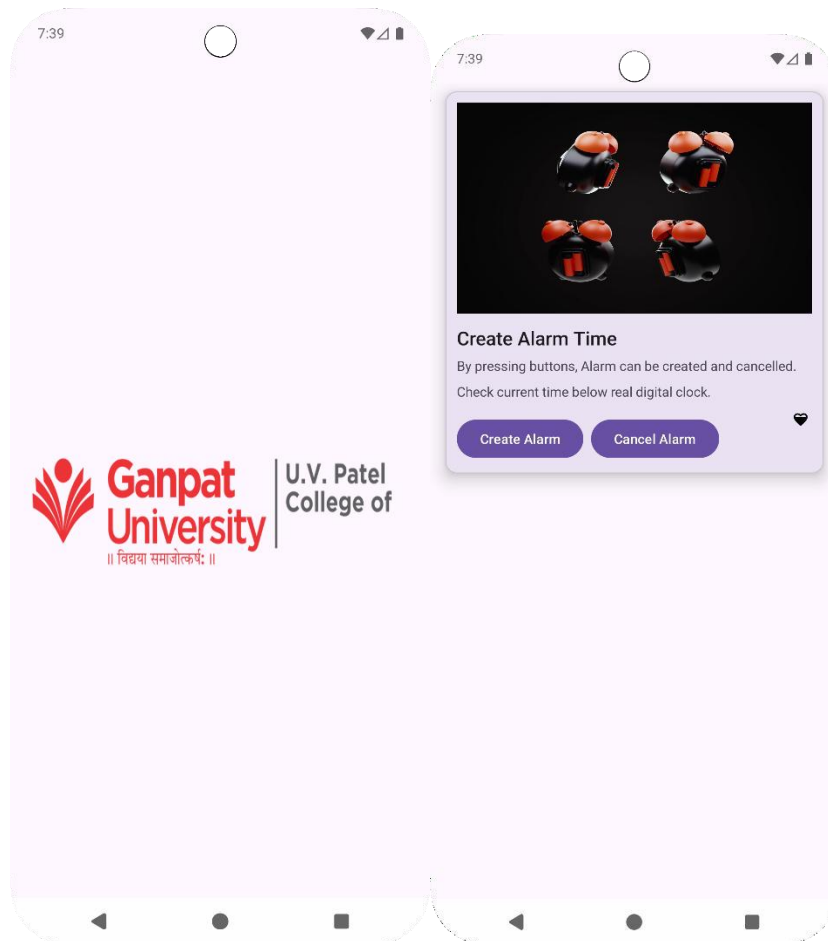 7:39
Ganpat
University
॥ विद्यया समाजोत्कर्ष: ॥
U.V. Patel
College of
7:39
Create Alarm Time
By pressing buttons, Alarm can be created and cancelled.
Check current time below real digital clock.
Create Alarm
Cancel Alarm